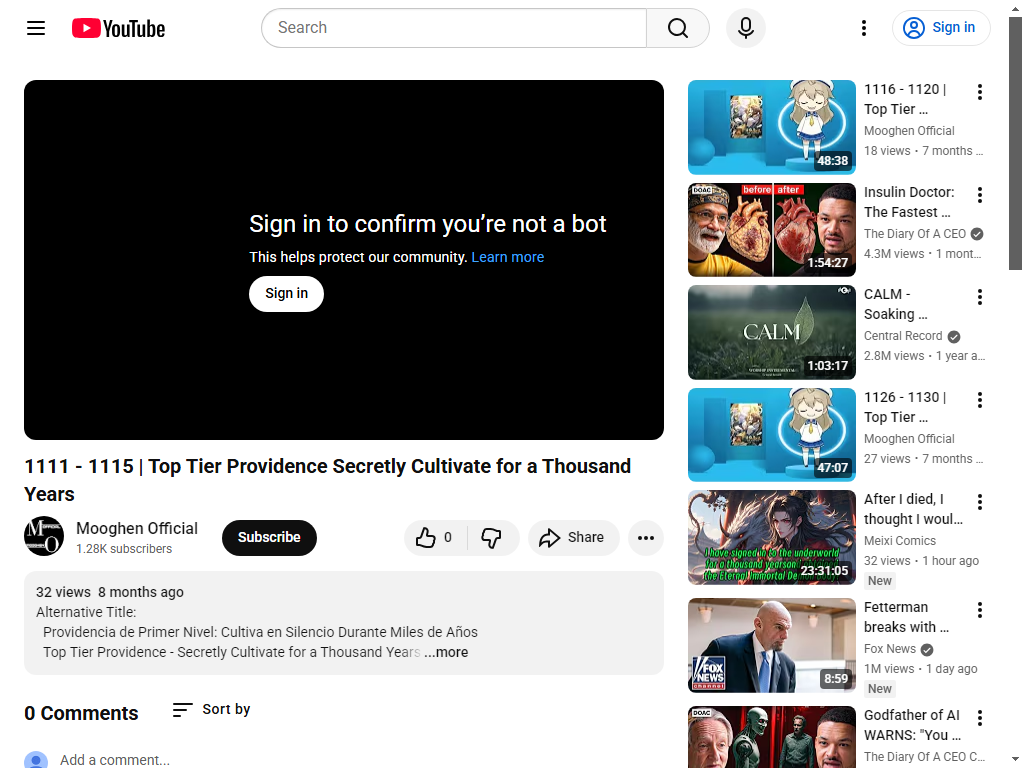 YouTube
Search
Sign in
Sign in to confirm you’re not a bot
This helps protect our community. Learn more
Sign in
1111 - 1115 | Top Tier Providence Secretly Cultivate for a Thousand
Years
Mooghen Official
1.28K subscribers
Subscribe
0
Share
32 views 8 months ago
Alternative Title:
Providencia de Primer Nivel: Cultiva en Silencio Durante Miles de Años
Top Tier Providence - Secretly Cultivate for a Thousand Years ...more
0 Comments
Sort by
Add a comment...
48:38
1116 - 1120 |
Top Tier ...
Mooghen Official
18 views • 7 months ...
DOAC
before after
1:54:27
Insulin Doctor:
The Fastest ...
The Diary Of A CEO
4.3M views • 1 mont...
CALM
1:03:17
CALM -
Soaking ...
Central Record
2.8M views • 1 year a...
47:07
1126 - 1130 |
Top Tier ...
Mooghen Official
27 views • 7 months ...
I have signed in to the underworld
for a thousand years
the Eternal Immortal
23:31:05
After I died, I
thought I woul...
Meixi Comics
32 views • 1 hour ago
New
FOX
NEWS
channel
8:59
Fetterman
breaks with ...
Fox News
1M views • 1 day ago
New
DOAC
Godfather of AI
WARNS: "You ...
The Diary Of A CEO C...